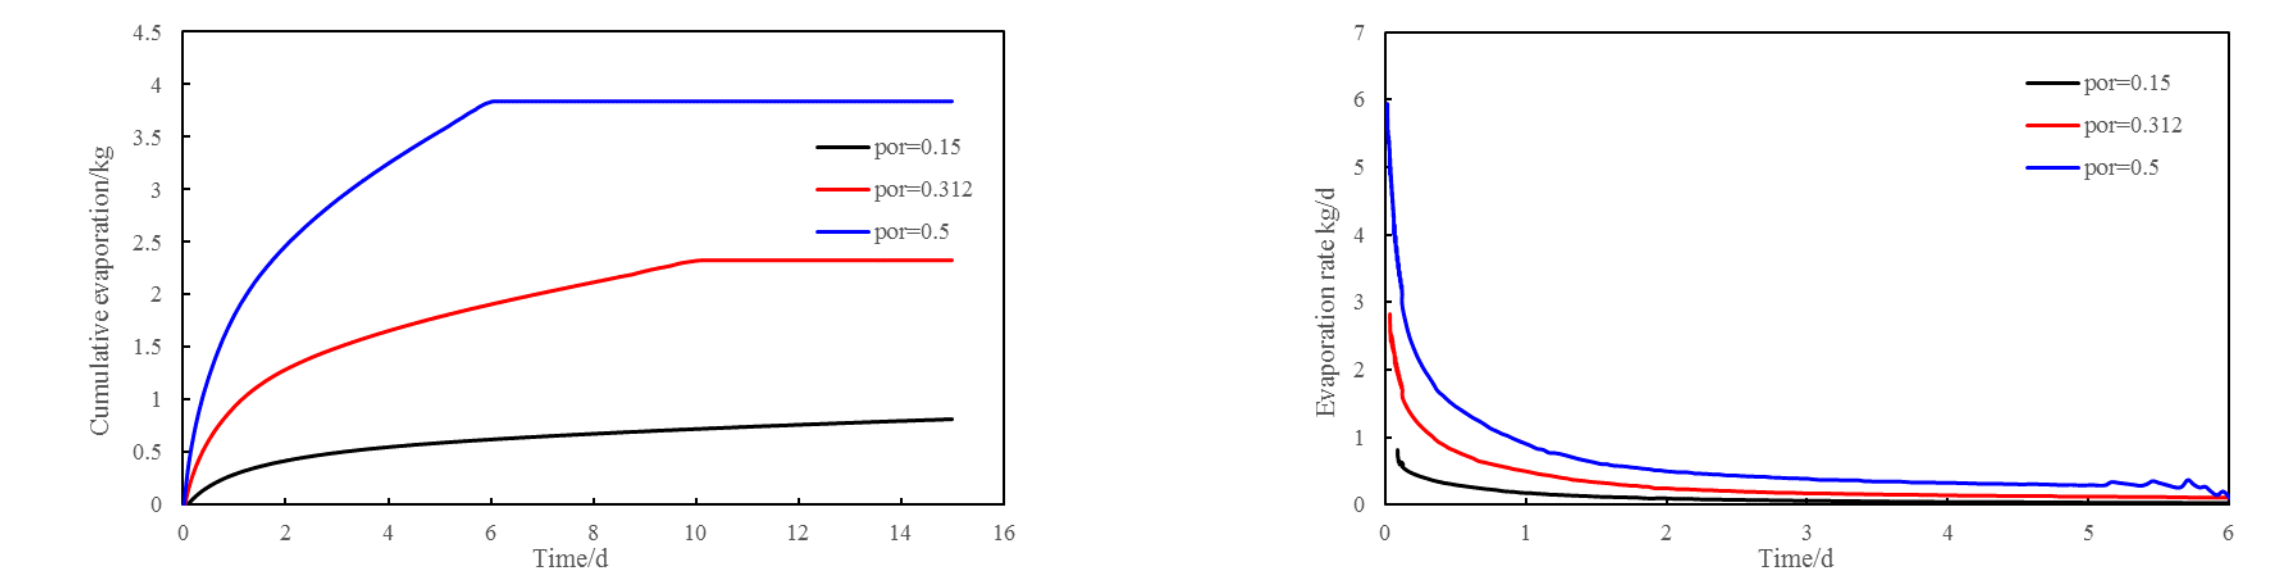 4.5
4
3.5
3
2.5
2
1.5
1
0.5
0
Cumulative evaporation/kg
por=0.15
por=0.312
por=0.5
0 2 4 6 8 10 12 14 16
Time/d
7
6
5
4
3
2
1
0
Evaporation rate kg/d
por=0.15
por=0.312
por=0.5
0 1 2 3 4 5 6
Time/d